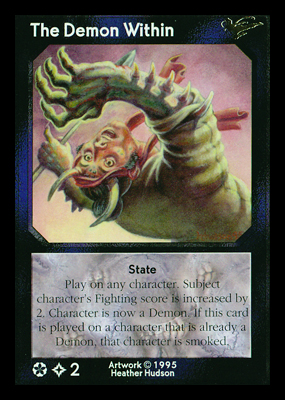 The Demon Within
State
Play on any character. Subject
character's Fighting score is increased by
2. Character is now a Demon. If this card
is played on a character that is already a
Demon, that character is smoked.
2
Artwork © 1995
Heather Hudson